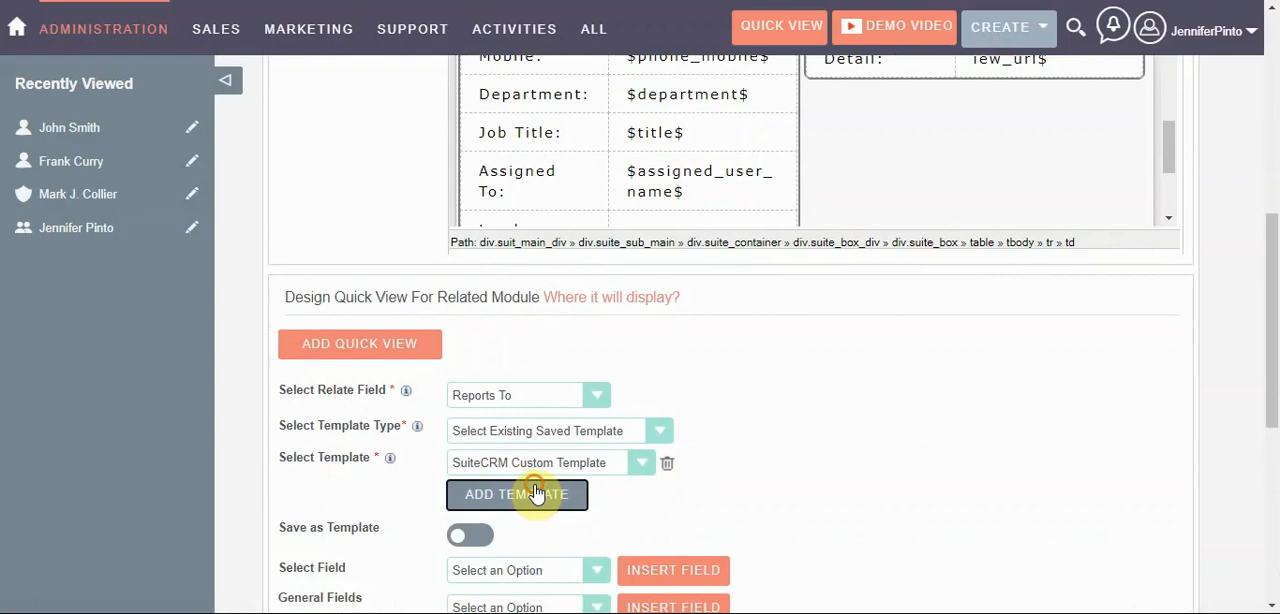 ADMINISTRATION SALES MARKETING SUPPORT ACTIVITIES ALL QUICK VIEW DEMO VIDEO CREATE JenniferPinto
Recently Viewed
John Smith
Frank Curry
Mark J. Collier
Jennifer Pinto
Mobile: $phone_mobile$
Detail: iew_url$
Department: $department$
Job Title: $title$
Assigned To: $assigned_user_name$
Path: div.suit_main_div » div.suite_sub_main » div.suite_container » div.suite_box_div » div.suite_box » table » tbody » tr » td
Design Quick View For Related Module Where it will display?
ADD QUICK VIEW
Select Relate Field * Reports To
Select Template Type* Select Existing Saved Template
Select Template * SuiteCRM Custom Template
ADD TEMPLATE
Save as Template
Select Field Select an Option INSERT FIELD
General Fields Select an Option INSERT FIELD